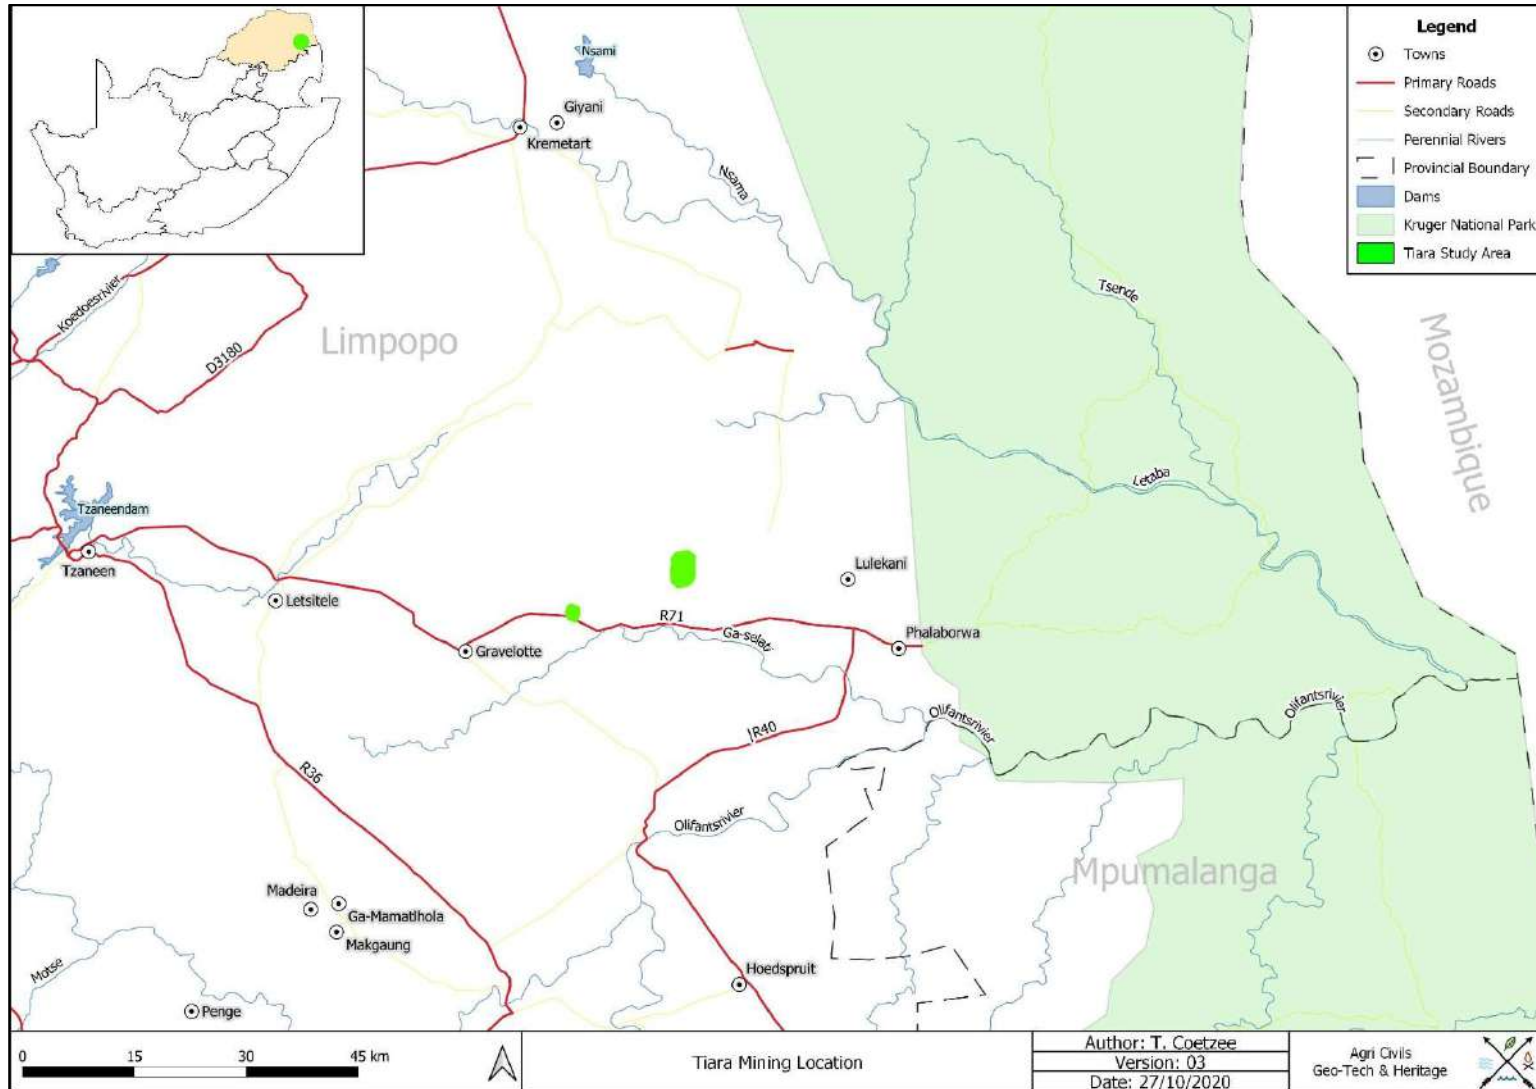 Legend
Towns
Primary Roads
Secondary Roads
Perennial Rivers
Provincial Boundary
Dams
Kruger National Park
Tiara Study Area
Nsami
Giyani
Kremetart
Nsama
Koedoesrivier
D3180
Limpopo
Tsende
Mozambique
Letaba
Tzaneendam
Tzaneen
Letsitele
Lulekani
R71
Ga-selati
Gravelotte
Phalaborwa
Olifantsrivier
Olifantsrivier
R40
R36
Olifantsrivier
Mpumalanga
Madeira
Ga-Mamatlhola
Makgaung
Hoedspruit
Motse
Penge
0 15 30 45 km
Tiara Mining Location
Author: T. Coetzee
Version: 03
Date: 27/10/2020
Agri Civils
Geo-Tech & Heritage